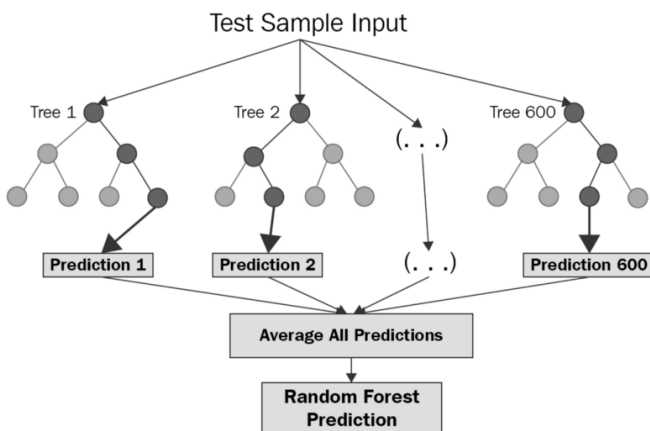 Test Sample Input
Tree 1
Tree 2
(. . .)
Tree 600
Prediction 1
Prediction 2
(. . .)
Prediction 600
Average All Predictions
Random Forest
Prediction